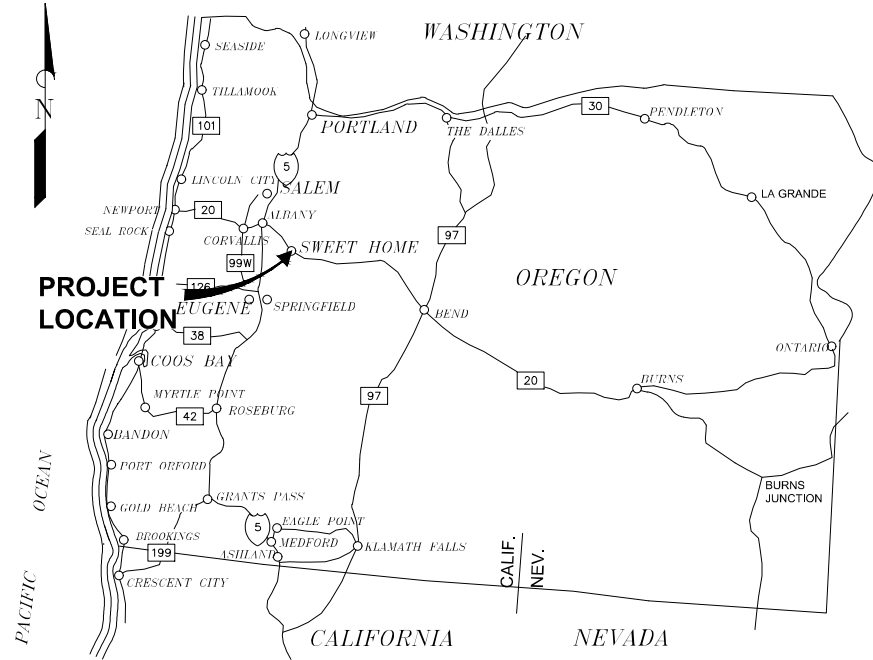 LONGVIEW
WASHINGTON
SEASIDE
N
TILLAMOOK
30
PENDLETON
PORTLAND
THE DALLES
101
5
LINCOLN CITY
SALEM
LA GRANDE
NEWPORT
20
ALBANY
SEAL ROCK
CORVALLIS
97
SWEET HOME
99W
OREGON
PROJECT
LOCATION
126
EUGENE
SPRINGFIELD
BEND
38
ONTARIO
COOS BAY
20
BURNS
97
MYRTLE POINT
42
ROSEBURG
BANDON
PORT ORFORD
BURNS
JUNCTION
GOLD BEACH
GRANTS PASS
5
EAGLE POINT
BROOKINGS
MEDFORD
KLAMATH FALLS
199
ASHLAND
CRESCENT CITY
CALIF.
NEV.
PACIFIC OCEAN
CALIFORNIA
NEVADA